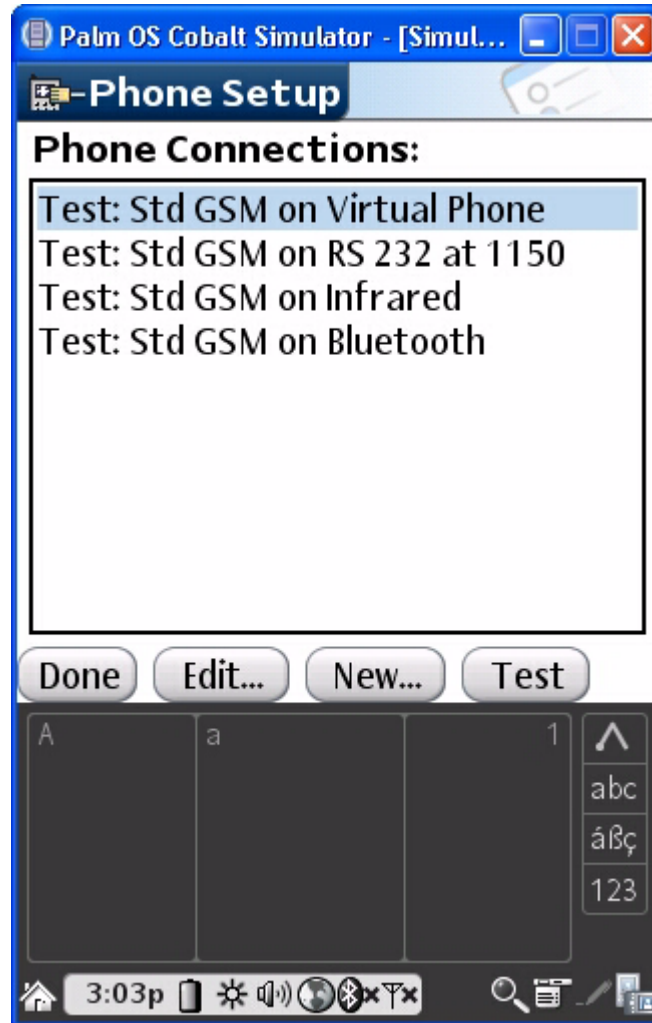 Palm OS Cobalt Simulator - [Simul...
Phone Setup
Phone Connections:
Test: Std GSM on Virtual Phone
Test: Std GSM on RS 232 at 1150
Test: Std GSM on Infrared
Test: Std GSM on Bluetooth
Done Edit... New... Test
A a 1
abc
áßç
123
3:03p